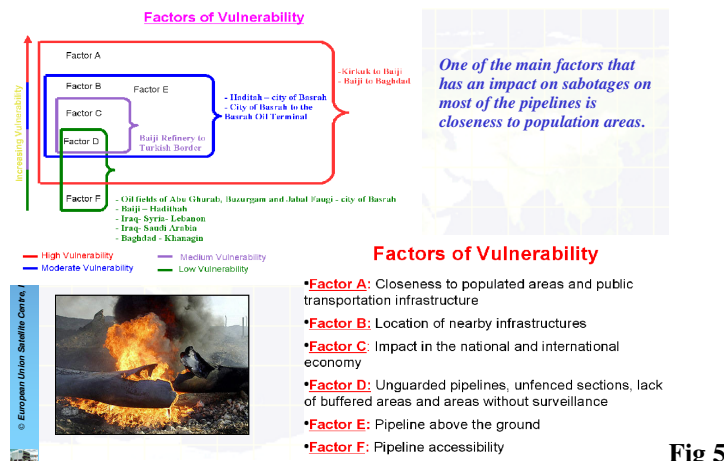 Factors of Vulnerability
Increasing Vulnerability
Factor A
Factor B
Factor E
Factor C
Factor D
Factor F
-Kirkuk to Baiji
- Baiji to Baghdad
- Haditah – city of Basrah
- City of Basrah to the
Basrah Oil Terminal
Baiji Refinery to
Turkish Border
- Oil fields of Abu Ghurab, Buzurgam and Jabal Fauqi - city of Basrah
- Baiji – Hadithah
- Iraq- Syria- Lebanon
- Iraq- Saudi Arabia
- Baghdad - Khanagin
High Vulnerability
Moderate Vulnerability
Medium Vulnerability
Low Vulnerability
One of the main factors that
has an impact on sabotages on
most of the pipelines is
closeness to population areas.
Factors of Vulnerability
•Factor A: Closeness to populated areas and public
transportation infrastructure
•Factor B: Location of nearby infrastructures
•Factor C: Impact in the national and international
economy
•Factor D: Unguarded pipelines, unfenced sections, lack
of buffered areas and areas without surveillance
•Factor E: Pipeline above the ground
•Factor F: Pipeline accessibility
© European Union Satellite Centre,
Fig 5